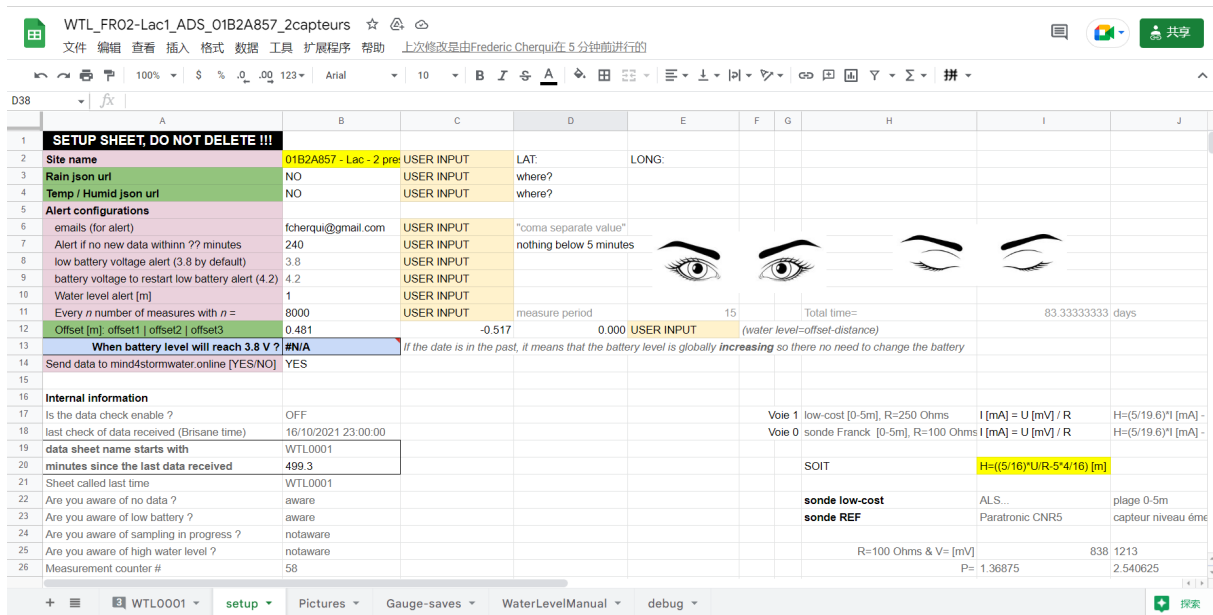 WTL_FR02-Lac1_ADS_01B2A857_2capteurs
文件 编辑 查看 插入 格式 数据 工具 扩展程序 帮助 上次修改是由Frederic Cherqui在 5 分钟前进行的
共享
100% $ % .0 .00 123 Arial 10 B I S A 拼
D38 fx
A B C D E F G H I J
1 SETUP SHEET, DO NOT DELETE !!!
2 Site name 01B2A857 - Lac - 2 pres USER INPUT LAT: LONG:
3 Rain json url NO USER INPUT where?
4 Temp / Humid json url NO USER INPUT where?
5 Alert configurations
6 emails (for alert) fcherqui@gmail.com USER INPUT "coma separate value"
7 Alert if no new data withinn ?? minutes 240 USER INPUT nothing below 5 minutes
8 low battery voltage alert (3.8 by default) 3.8 USER INPUT
9 battery voltage to restart low battery alert (4.2) 4.2 USER INPUT
10 Water level alert [m] 1 USER INPUT
11 Every n number of measures with n = 8000 USER INPUT measure period 15 Total time= 83.33333333 days
12 Offset [m]: offset1 | offset2 | offset3 0.481 -0.517 0.000 USER INPUT (water level=offset-distance)
13 When battery level will reach 3.8 V ? #N/A If the date is in the past, it means that the battery level is globally increasing so there no need to change the battery
14 Send data to mind4stormwater.online [YES/NO] YES
15
16 Internal information
17 Is the data check enable ? OFF Voie 1 low-cost [0-5m], R=250 Ohms I [mA] = U [mV] / R H=(5/19.6)*I [mA] -
18 last check of data received (Brisane time) 16/10/2021 23:00:00 Voie 0 sonde Franck [0-5m], R=100 Ohms I [mA] = U [mV] / R H=(5/19.6)*I [mA] -
19 data sheet name starts with WTL0001
20 minutes since the last data received 499.3 SOIT H=((5/16)*U/R-5*4/16) [m]
21 Sheet called last time WTL0001
22 Are you aware of no data ? aware sonde low-cost ALS... plage 0-5m
23 Are you aware of low battery ? aware sonde REF Paratronic CNR5 capteur niveau éme
24 Are you aware of sampling in progress ? notaware
25 Are you aware of high water level ? notaware R=100 Ohms & V= [mV] 838 1213
26 Measurement counter # 58 P= 1.36875 2.540625
3 WTL0001 setup Pictures Gauge-saves WaterLevelManual debug 探索